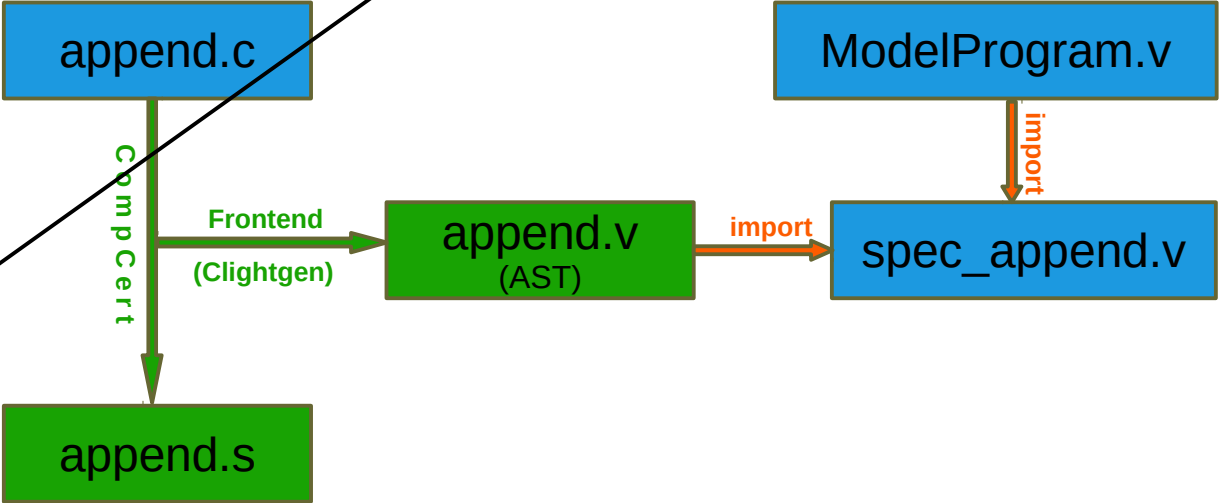 append.c
ModelProgram.v
CompCert
import
Frontend
(Clightgen)
append.v
(AST)
import
spec_append.v
append.s